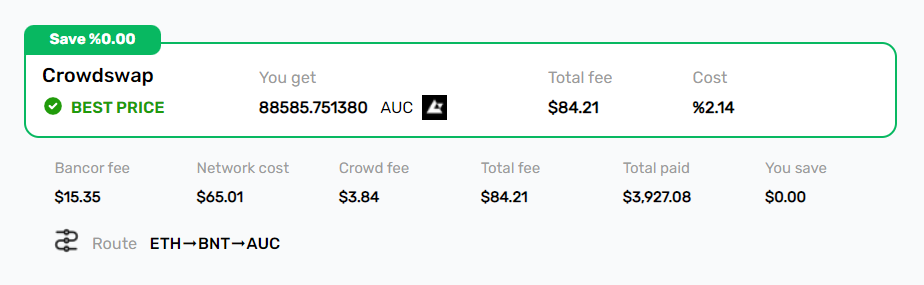 Save %0.00
Crowdswap
BEST PRICE
You get
88585.751380 AUC
Total fee
$84.21
Cost
%2.14
Bancor fee
$15.35
Network cost
$65.01
Crowd fee
$3.84
Total fee
$84.21
Total paid
$3,927.08
You save
$0.00
Route ETH→BNT→AUC